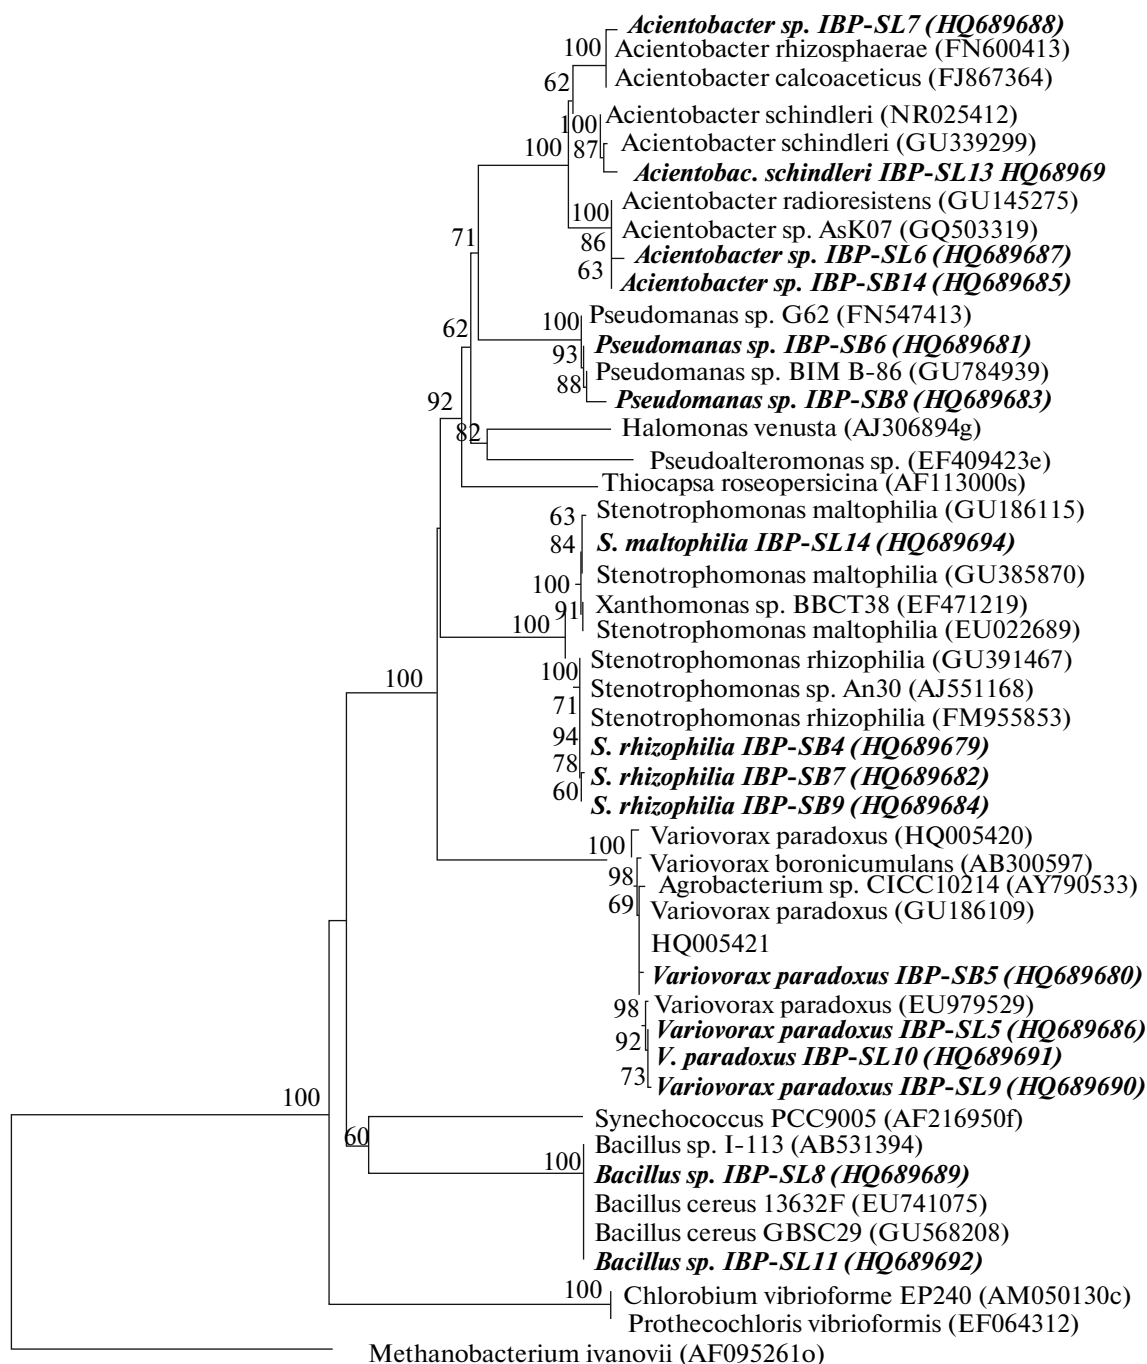 Acientobacter sp. IBP-SL7 (HQ689688)
100
Acientobacter rhizosphaerae (FN600413)
62
Acientobacter calcoaceticus (FJ867364)
Acientobacter schindleri (NR025412)
100
100
87
Acientobacter schindleri (GU339299)
Acientobac. schindleri IBP-SL13 HQ68969
Acientobacter radioresistens (GU145275)
100
Acientobacter sp. AsK07 (GQ503319)
71
86
Acientobacter sp. IBP-SL6 (HQ689687)
63
Acientobacter sp. IBP-SB14 (HQ689685)
100
Pseudomanas sp. G62 (FN547413)
62
93
Pseudomanas sp. IBP-SB6 (HQ689681)
88
Pseudomanas sp. BIM B-86 (GU784939)
92
Pseudomanas sp. IBP-SB8 (HQ689683)
82
Halomonas venusta (AJ306894g)
Pseudoalteromonas sp. (EF409423e)
Thiocapsa roseopersicina (AF113000s)
63
Stenotrophomonas maltophilia (GU186115)
84
S. maltophilia IBP-SL14 (HQ689694)
100
Stenotrophomonas maltophilia (GU385870)
91
Xanthomonas sp. BBCT38 (EF471219)
100
Stenotrophomonas maltophilia (EU022689)
100
Stenotrophomonas rhizophilia (GU391467)
100
Stenotrophomonas sp. An30 (AJ551168)
71
Stenotrophomonas rhizophilia (FM955853)
94
S. rhizophilia IBP-SB4 (HQ689679)
78
S. rhizophilia IBP-SB7 (HQ689682)
60
S. rhizophilia IBP-SB9 (HQ689684)
100
Variovorax paradoxus (HQ005420)
98
Variovorax boronicumulans (AB300597)
Agrobacterium sp. CICC10214 (AY790533)
69
Variovorax paradoxus (GU186109)
HQ005421
Variovorax paradoxus IBP-SB5 (HQ689680)
98
Variovorax paradoxus (EU979529)
92
Variovorax paradoxus IBP-SL5 (HQ689686)
V. paradoxus IBP-SL10 (HQ689691)
73
Variovorax paradoxus IBP-SL9 (HQ689690)
100
Synechococcus PCC9005 (AF216950f)
60
Bacillus sp. I-113 (AB531394)
100
Bacillus sp. IBP-SL8 (HQ689689)
Bacillus cereus 13632F (EU741075)
Bacillus cereus GBSC29 (GU568208)
Bacillus sp. IBP-SL11 (HQ689692)
100
Chlorobium vibrioforme EP240 (AM050130c)
Prothecochloris vibrioformis (EF064312)
Methanobacterium ivanovii (AF095261o)